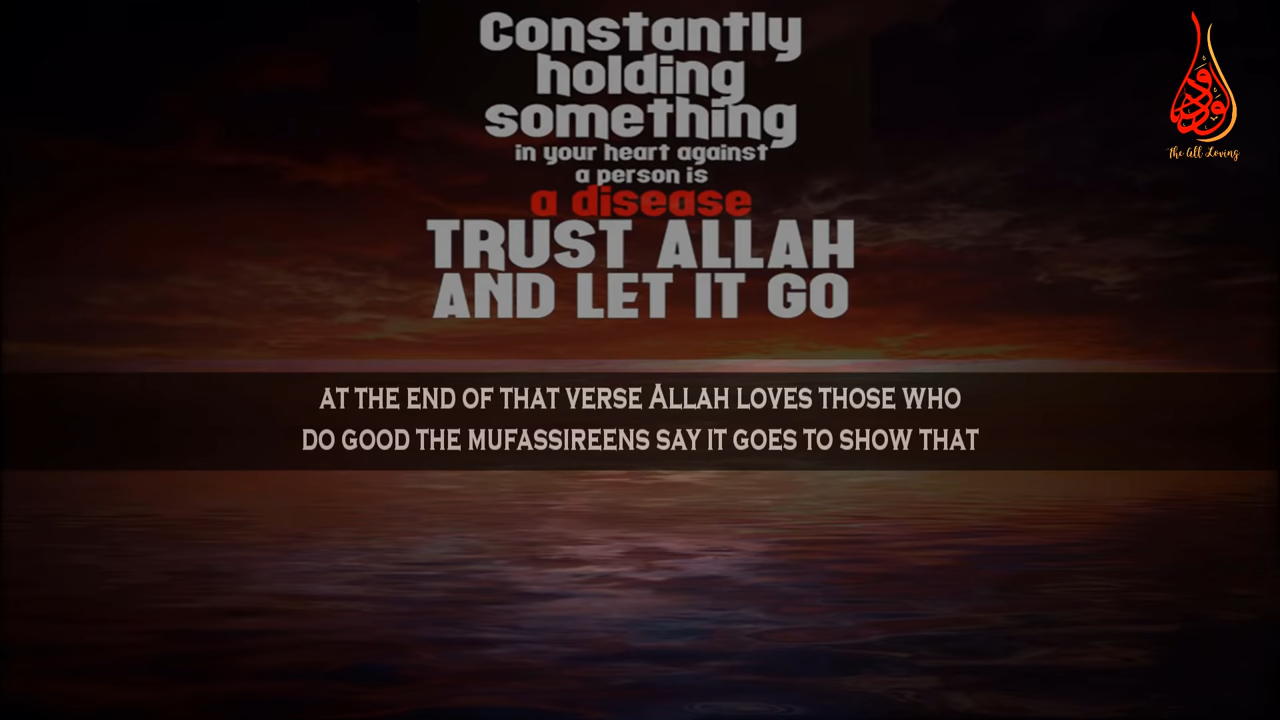 Constantly
holding
something
in your heart against
a person is
a disease
TRUST ALLAH
AND LET IT GO
ودود
The All Loving
AT THE END OF THAT VERSE ALLAH LOVES THOSE WHO
DO GOOD THE MUFASSIREENS SAY IT GOES TO SHOW THAT